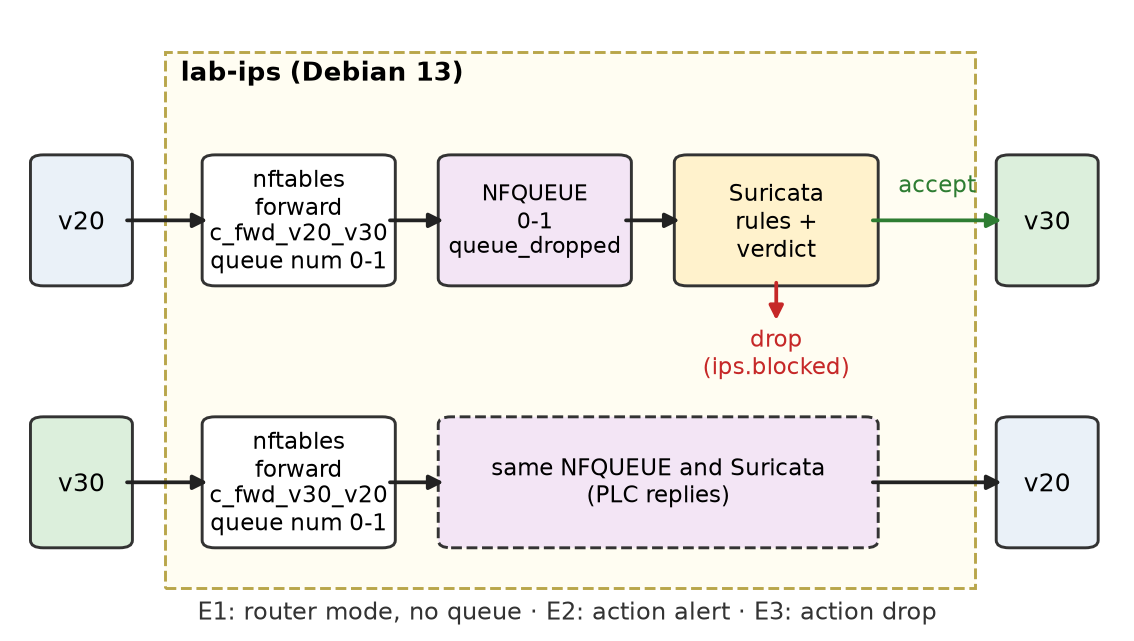 lab-ips (Debian 13)
v20
nftables
forward
c_fwd_v20_v30
queue num 0-1
NFQUEUE
0-1
queue_dropped
Suricata
rules +
verdict
accept
v30
drop
(ips.blocked)
v30
nftables
forward
c_fwd_v30_v20
queue num 0-1
same NFQUEUE and Suricata
(PLC replies)
v20
E1: router mode, no queue · E2: action alert · E3: action drop